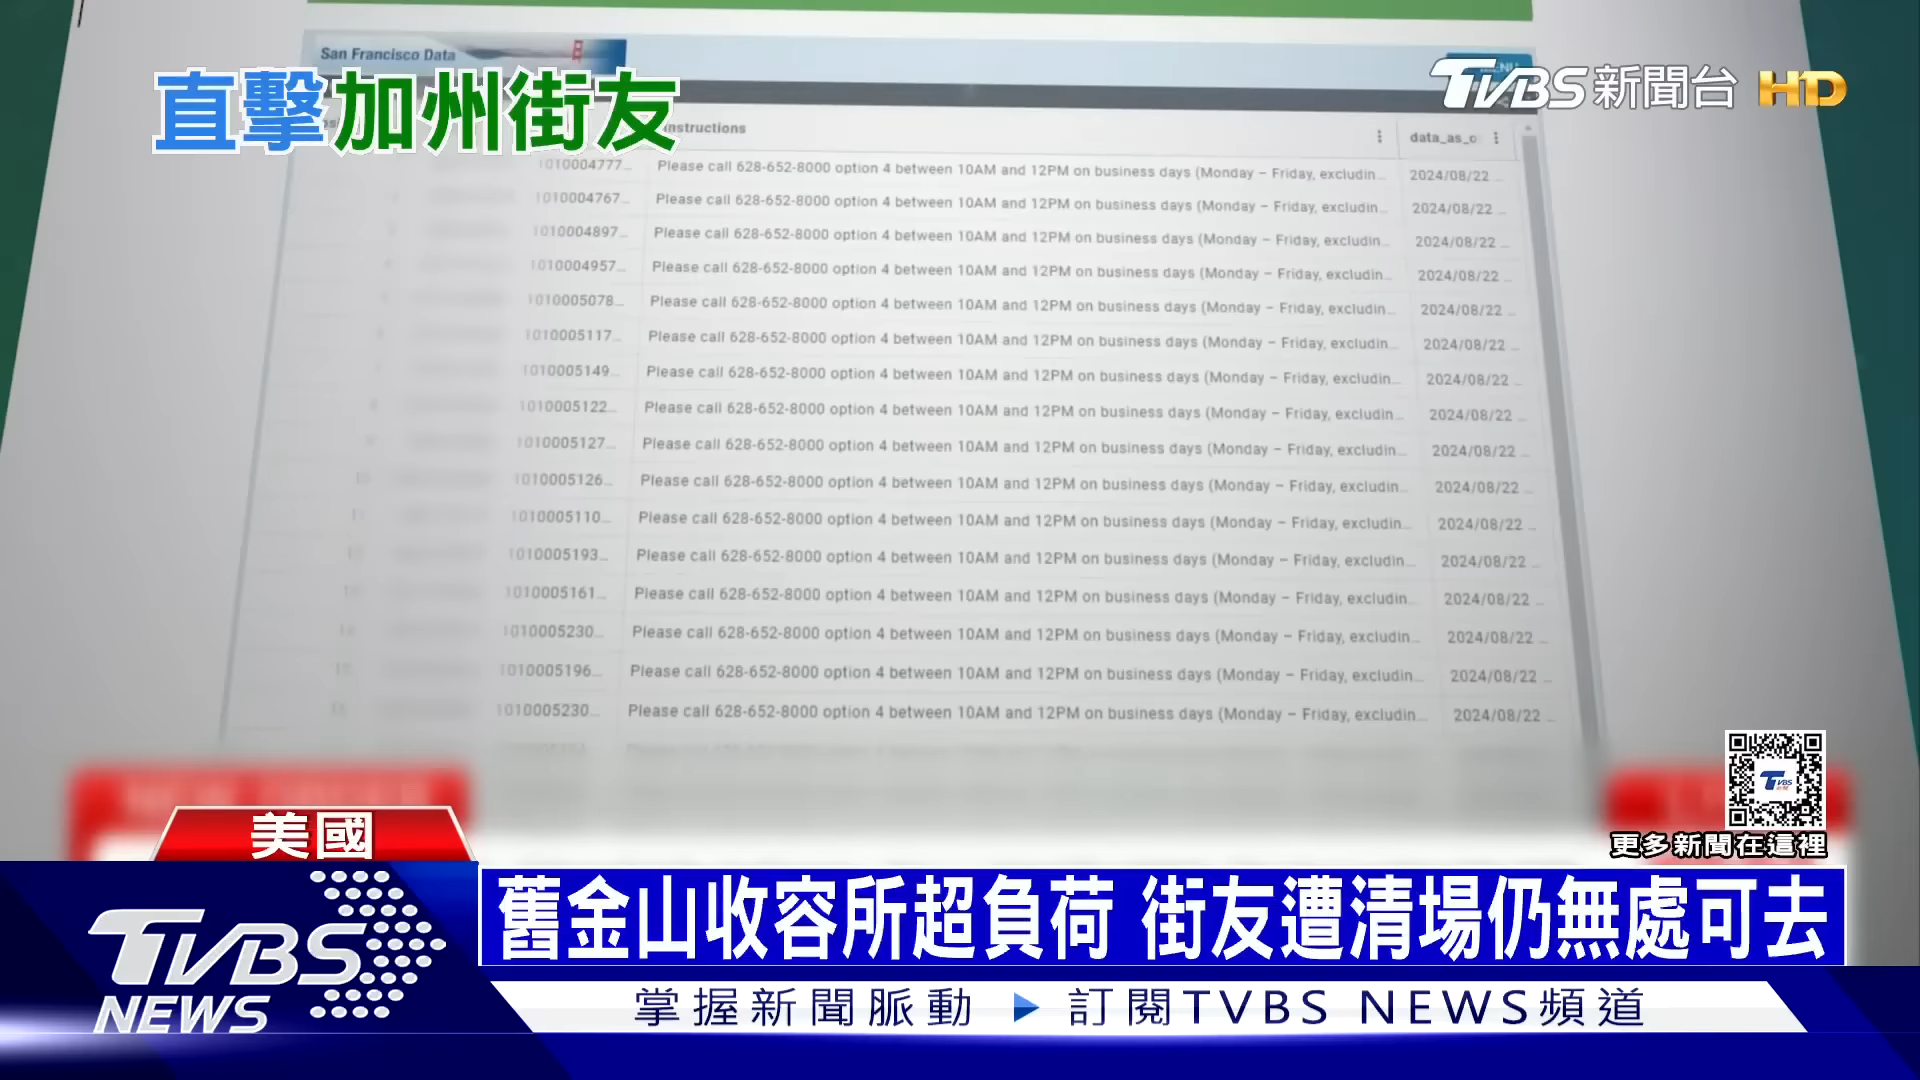 San Francisco Data
直擊加州街友
TVBS新聞台 HD
instructions
data_as_o
1010004777... Please call 628-652-8000 option 4 between 10AM and 12PM on business days (Monday – Friday, excludin... 2024/08/22 ...
1010004767... Please call 628-652-8000 option 4 between 10AM and 12PM on business days (Monday – Friday, excludin... 2024/08/22 ...
1010004897... Please call 628-652-8000 option 4 between 10AM and 12PM on business days (Monday – Friday, excludin... 2024/08/22 ...
1010004957... Please call 628-652-8000 option 4 between 10AM and 12PM on business days (Monday – Friday, excludin... 2024/08/22 ...
1010005078... Please call 628-652-8000 option 4 between 10AM and 12PM on business days (Monday – Friday, excludin... 2024/08/22 ...
1010005117... Please call 628-652-8000 option 4 between 10AM and 12PM on business days (Monday – Friday, excludin... 2024/08/22 ...
1010005149... Please call 628-652-8000 option 4 between 10AM and 12PM on business days (Monday – Friday, excludin... 2024/08/22 ...
1010005122... Please call 628-652-8000 option 4 between 10AM and 12PM on business days (Monday – Friday, excludin... 2024/08/22 ...
1010005127... Please call 628-652-8000 option 4 between 10AM and 12PM on business days (Monday – Friday, excludin... 2024/08/22 ...
1010005126... Please call 628-652-8000 option 4 between 10AM and 12PM on business days (Monday – Friday, excludin... 2024/08/22 ...
1010005110... Please call 628-652-8000 option 4 between 10AM and 12PM on business days (Monday – Friday, excludin... 2024/08/22 ...
1010005193... Please call 628-652-8000 option 4 between 10AM and 12PM on business days (Monday – Friday, excludin... 2024/08/22 ...
1010005161... Please call 628-652-8000 option 4 between 10AM and 12PM on business days (Monday – Friday, excludin... 2024/08/22 ...
1010005230... Please call 628-652-8000 option 4 between 10AM and 12PM on business days (Monday – Friday, excludin... 2024/08/22 ...
1010005196... Please call 628-652-8000 option 4 between 10AM and 12PM on business days (Monday – Friday, excludin... 2024/08/22 ...
1010005230... Please call 628-652-8000 option 4 between 10AM and 12PM on business days (Monday – Friday, excludin... 2024/08/22 ...
TVBS
更多新聞在這裡
美國
舊金山收容所超負荷 街友遭清場仍無處可去
TVBS NEWS
掌握新聞脈動 ▶ 訂閱TVBS NEWS頻道